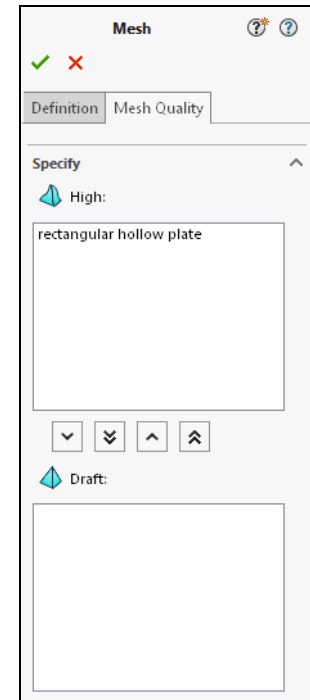 Mesh
Definition Mesh Quality
Specify
High:
rectangular hollow plate
Draft: